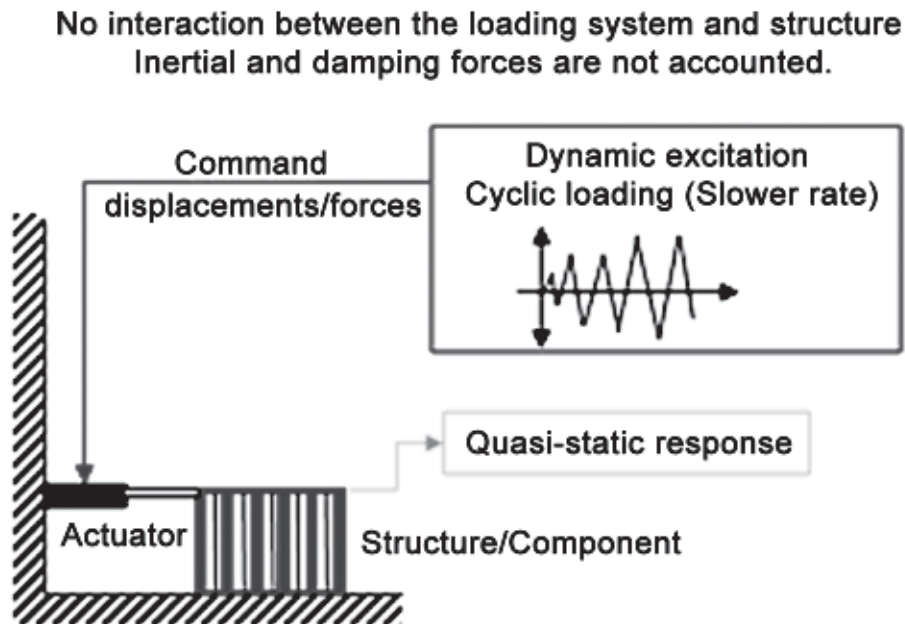 No interaction between the loading system and structure
Inertial and damping forces are not accounted.
Command
displacements/forces
Dynamic excitation
Cyclic loading (Slower rate)
Quasi-static response
Actuator
Structure/Component